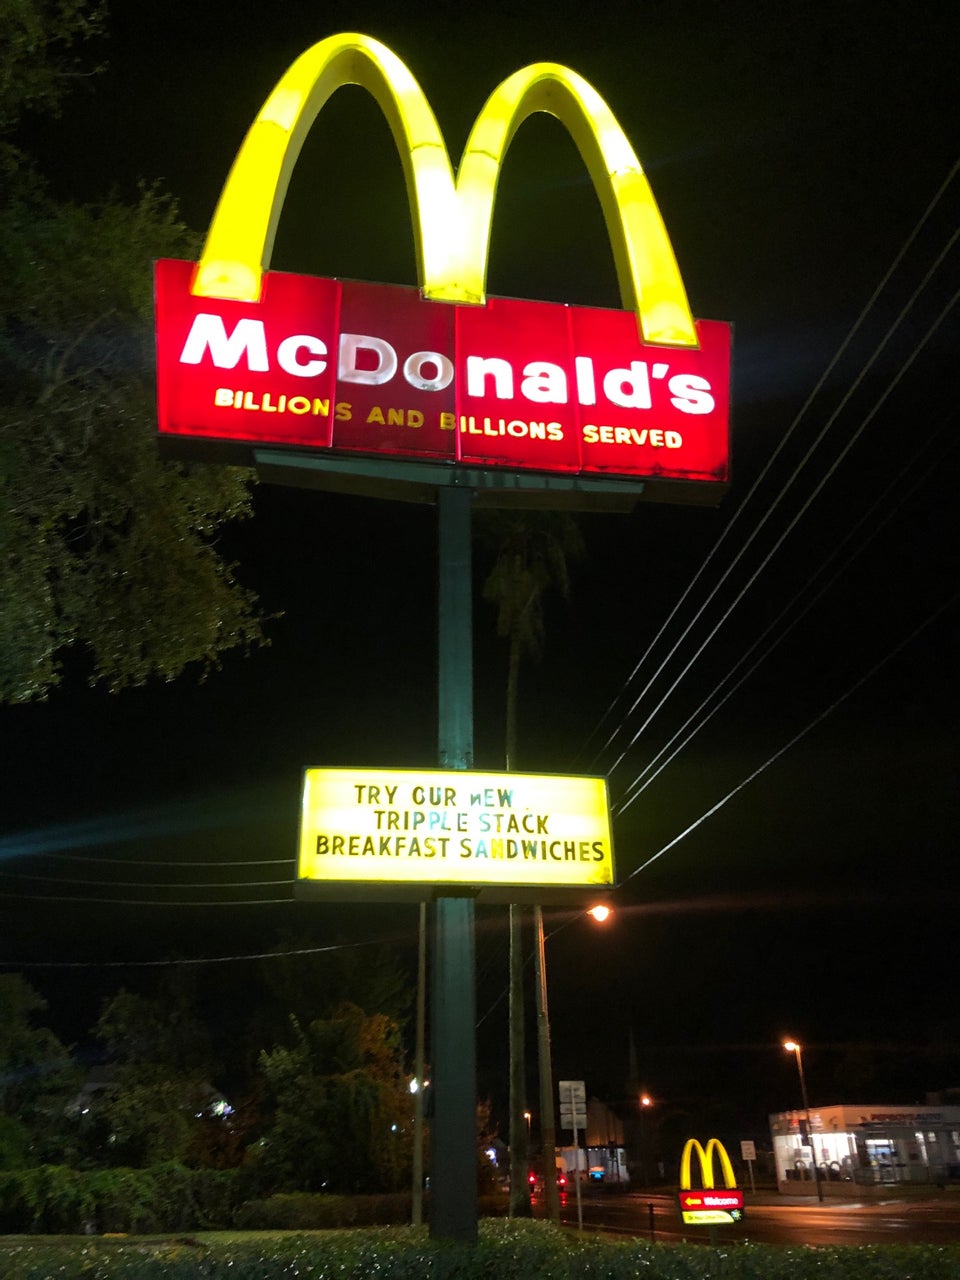 McDonald's
BILLIONS AND BILLIONS SERVED
TRY OUR NEW
TRIPPLE STACK
BREAKFAST SANDWICHES
Welcome